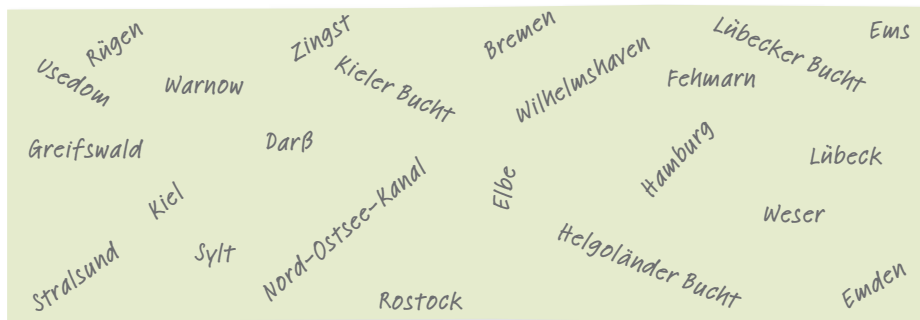 Rügen
Zingst
Bremen
Lübecker Bucht
Ems
Usedom
Warnow
Kieler Bucht
Wilhelmshaven
Fehmarn
Greifswald
Darß
Hamburg
Lübeck
Kiel
Nord-Ostsee-Kanal
Elbe
Weser
Stralsund
Sylt
Rostock
Helgoländer Bucht
Emden